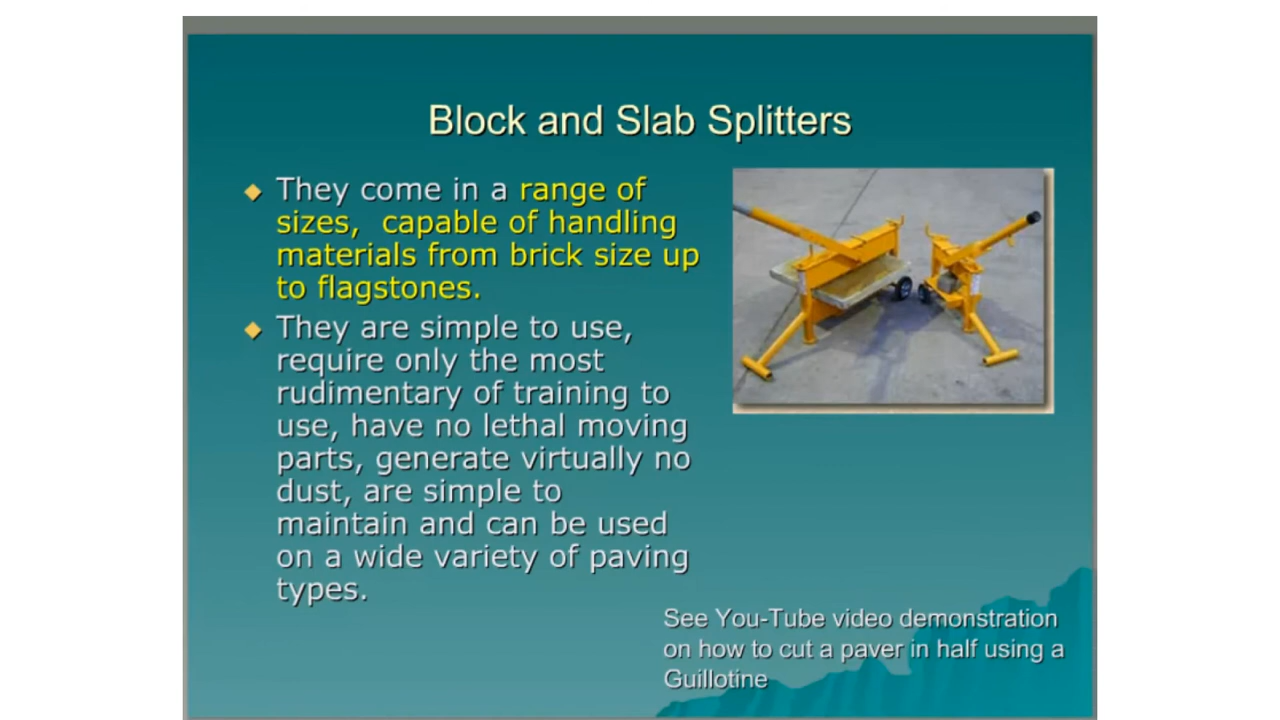 Block and Slab Splitters
They come in a range of
sizes,  capable of handling
materials from brick size up
to flagstones.
They are simple to use,
require only the most
rudimentary of training to
use, have no lethal moving
parts, generate virtually no
dust, are simple to
maintain and can be used
on a wide variety of paving
types.
See You-Tube video demonstration
on how to cut a paver in half using a
Guillotine